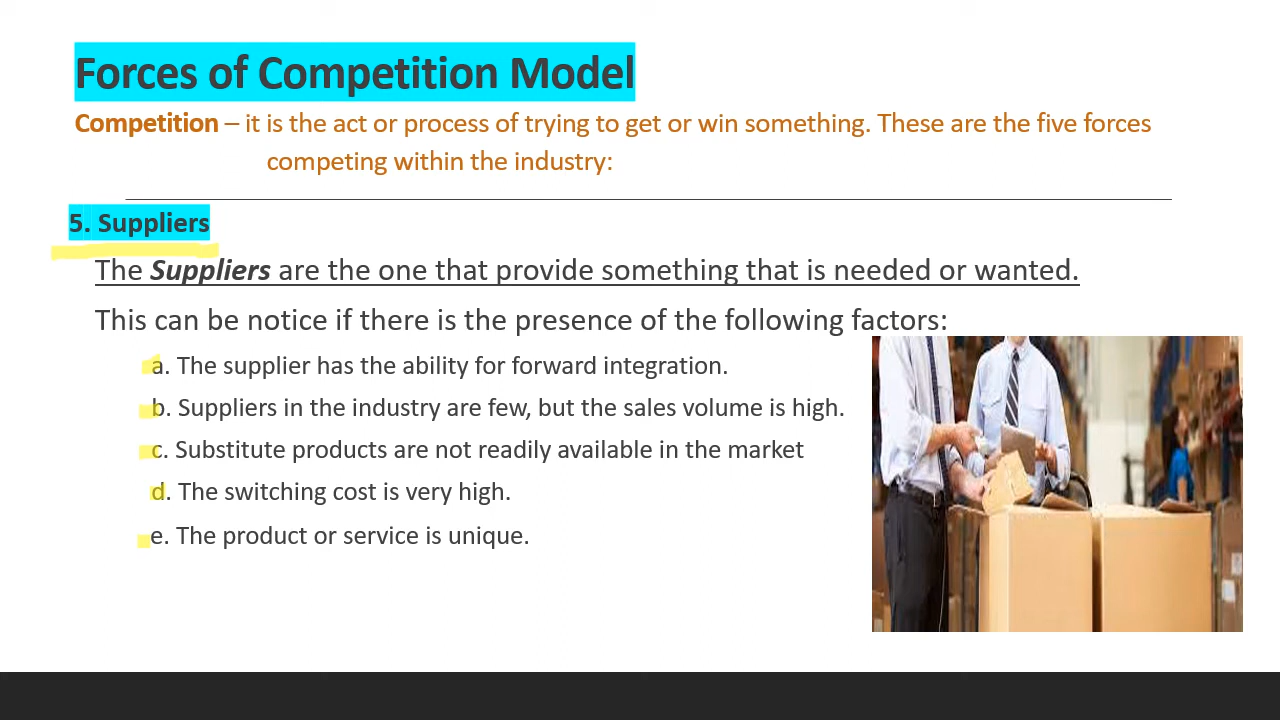 Forces of Competition Model
Competition – it is the act or process of trying to get or win something. These are the five forces
competing within the industry:
5. Suppliers
The Suppliers are the one that provide something that is needed or wanted.
This can be notice if there is the presence of the following factors:
a. The supplier has the ability for forward integration.
b. Suppliers in the industry are few, but the sales volume is high.
c. Substitute products are not readily available in the market
d. The switching cost is very high.
e. The product or service is unique.